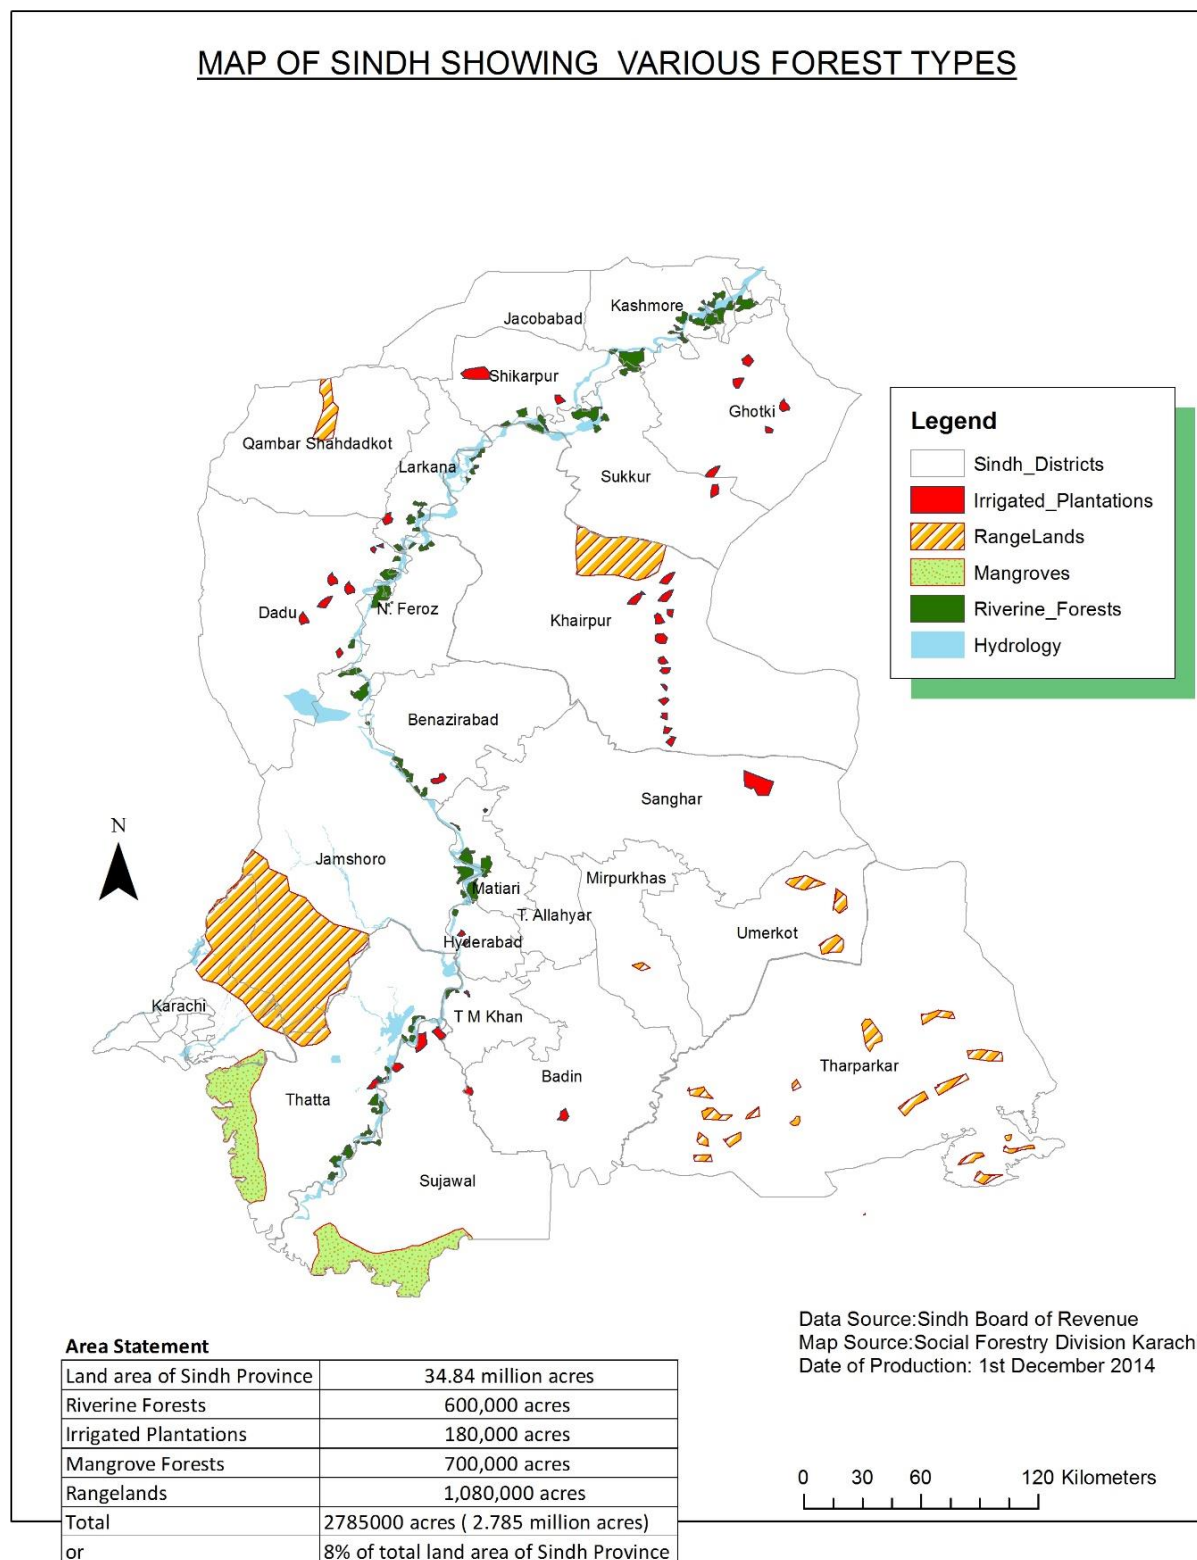 MAP OF SINDH SHOWING VARIOUS FOREST TYPES
Kashmore
Jacobabad
Shikarpur
Ghotki
Qambar Shahdadkot
Larkana
Sukkur
Dadu
N. Feroz
Khairpur
Benazirabad
Sanghar
Jamshoro
Mirpurkhas
Matiari
T. Allahyar
Umerkot
Hyderabad
Karachi
T M Khan
Tharparkar
Badin
Thatta
Sujawal
N
Legend
Sindh_Districts
Irrigated_Plantations
RangeLands
Mangroves
Riverine_Forests
Hydrology
Data Source:Sindh Board of Revenue
Map Source:Social Forestry Division Karach
Date of Production: 1st December 2014
0 30 60 120 Kilometers
Area Statement
Land area of Sindh Province 34.84 million acres
Riverine Forests 600,000 acres
Irrigated Plantations 180,000 acres
Mangrove Forests 700,000 acres
Rangelands 1,080,000 acres
Total 2785000 acres ( 2.785 million acres)
or 8% of total land area of Sindh Province